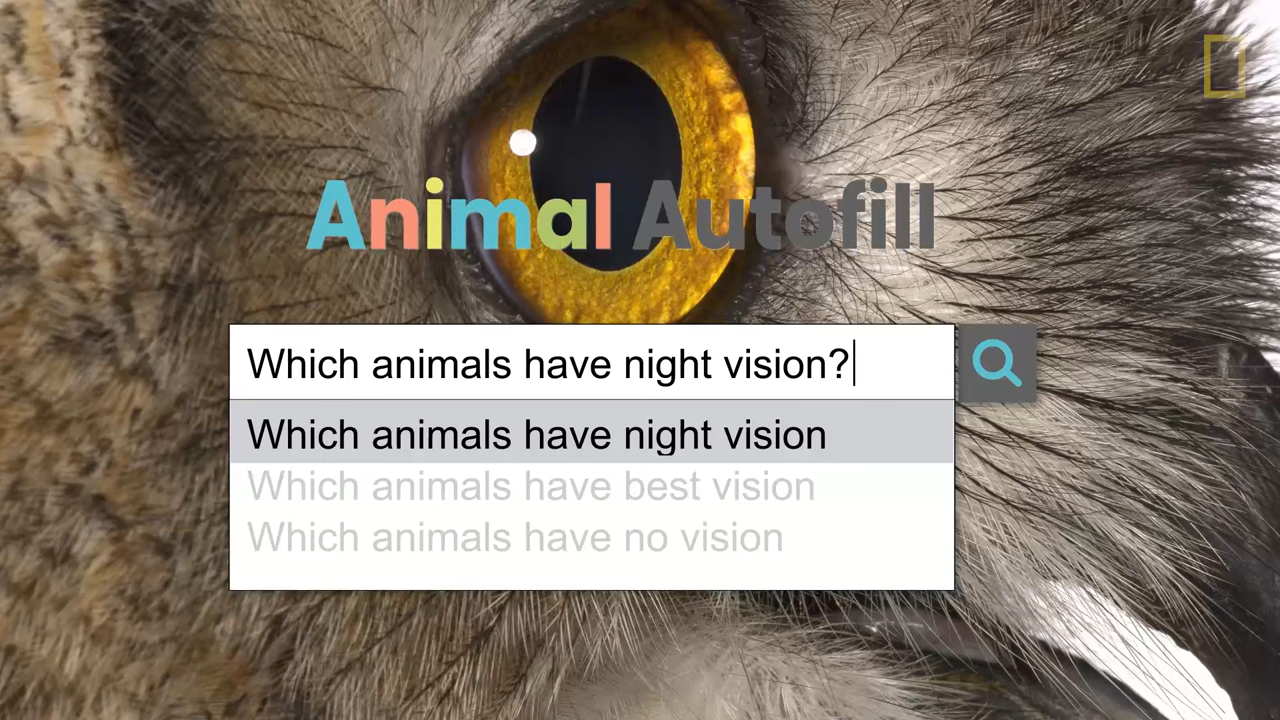 Animal Autofill
Which animals have night vision?
Which animals have night vision
Which animals have best vision
Which animals have no vision